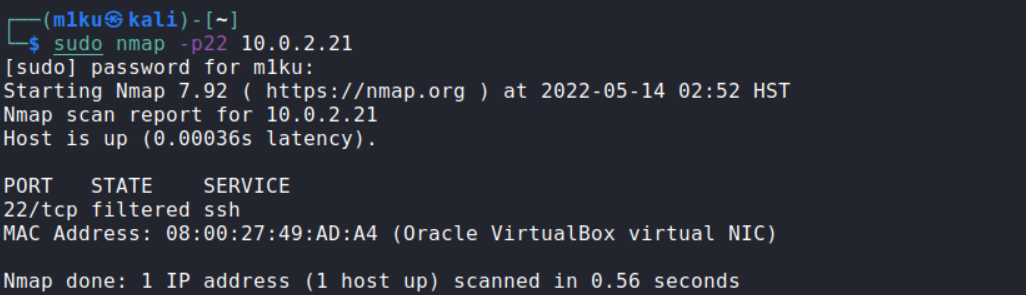 ┌──(m1ku㉿kali)-[~]
└─$ sudo nmap -p22 10.0.2.21
[sudo] password for m1ku:
Starting Nmap 7.92 ( https://nmap.org ) at 2022-05-14 02:52 HST
Nmap scan report for 10.0.2.21
Host is up (0.00036s latency).
PORT   STATE    SERVICE
22/tcp filtered ssh
MAC Address: 08:00:27:49:AD:A4 (Oracle VirtualBox virtual NIC)
Nmap done: 1 IP address (1 host up) scanned in 0.56 seconds